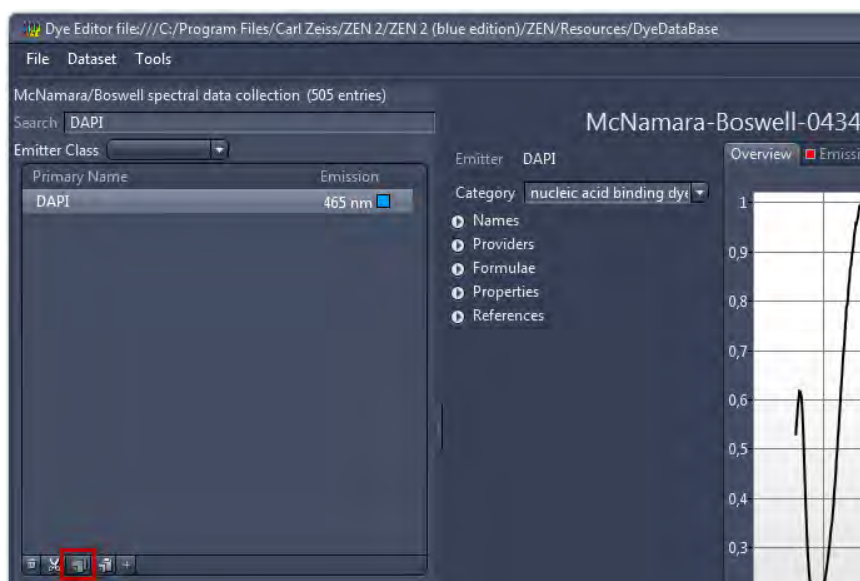 Dye Editor file:///C:/Program Files/Carl Zeiss/ZEN 2/ZEN 2 (blue edition)/ZEN/Resources/DyeDataBase
File Dataset Tools
McNamara/Boswell spectral data collection (505 entries)
Search DAPI
McNamara-Boswell-0434
Emitter Class
Emitter DAPI
Overview Emissi
Primary Name Emission
Category nucleic acid binding dye
DAPI 465 nm
Names
Providers
Formulae
Properties
References
1
0,9
0,8
0,7
0,6
0,5
0,4
0,3